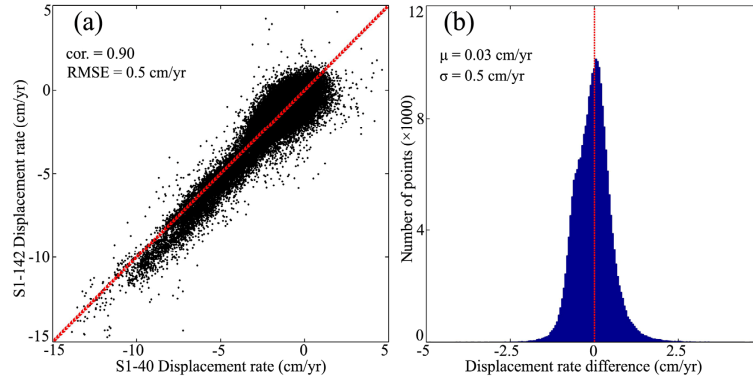 (a)
cor. = 0.90
RMSE = 0.5 cm/yr
5
0
-5
-10
-15
S1-142 Displacement rate (cm/yr)
-15
-10
-5
0
5
S1-40 Displacement rate (cm/yr)
(b)
μ = 0.03 cm/yr
σ = 0.5 cm/yr
12
8
4
0
Number of points (×1000)
-5
-2.5
0
2.5
Displacement rate difference (cm/yr)